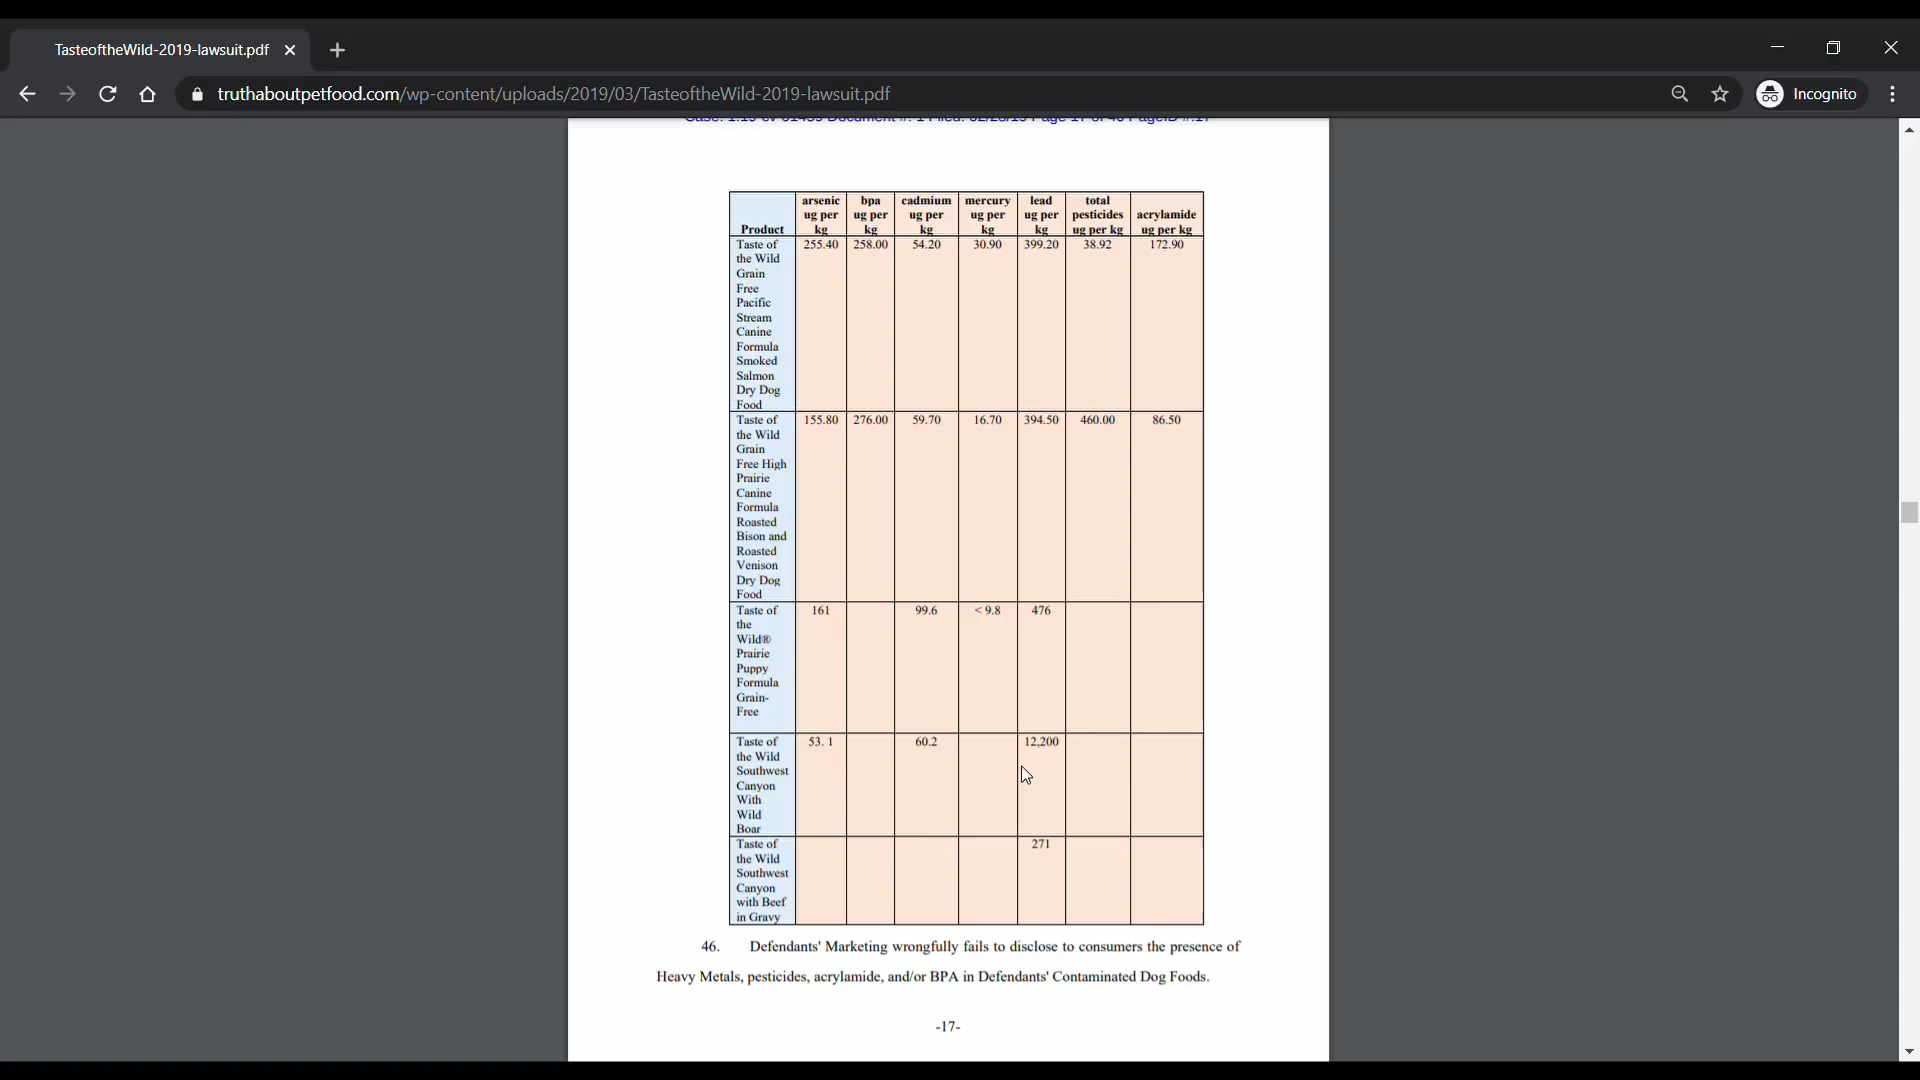 TasteoftheWild-2019-lawsuit.pdf
truthaboutpetfood.com/wp-content/uploads/2019/03/TasteoftheWild-2019-lawsuit.pdf
Incognito
Product
arsenic ug per kg
bpa ug per kg
cadmium ug per kg
mercury ug per kg
lead ug per kg
total pesticides ug per kg
acrylamide ug per kg
Taste of 255.40 258.00 54.20 30.90 399.20 38.92 172.90
the Wild
Grain
Free
Pacific
Stream
Canine
Formula
Smoked
Salmon
Dry Dog
Food
Taste of 155.80 276.00 59.70 16.70 394.50 460.00 86.50
the Wild
Grain
Free High
Prairie
Canine
Formula
Roasted
Bison and
Roasted
Venison
Dry Dog
Food
Taste of 161 99.6 < 9.8 476
the
Wild®
Prairie
Puppy
Formula
Grain-
Free
Taste of 53. 1 60.2 12,200
the Wild
Southwest
Canyon
With
Wild
Boar
Taste of 271
the Wild
Southwest
Canyon
with Beef
in Gravy
46. Defendants' Marketing wrongfully fails to disclose to consumers the presence of
Heavy Metals, pesticides, acrylamide, and/or BPA in Defendants' Contaminated Dog Foods.
-17-